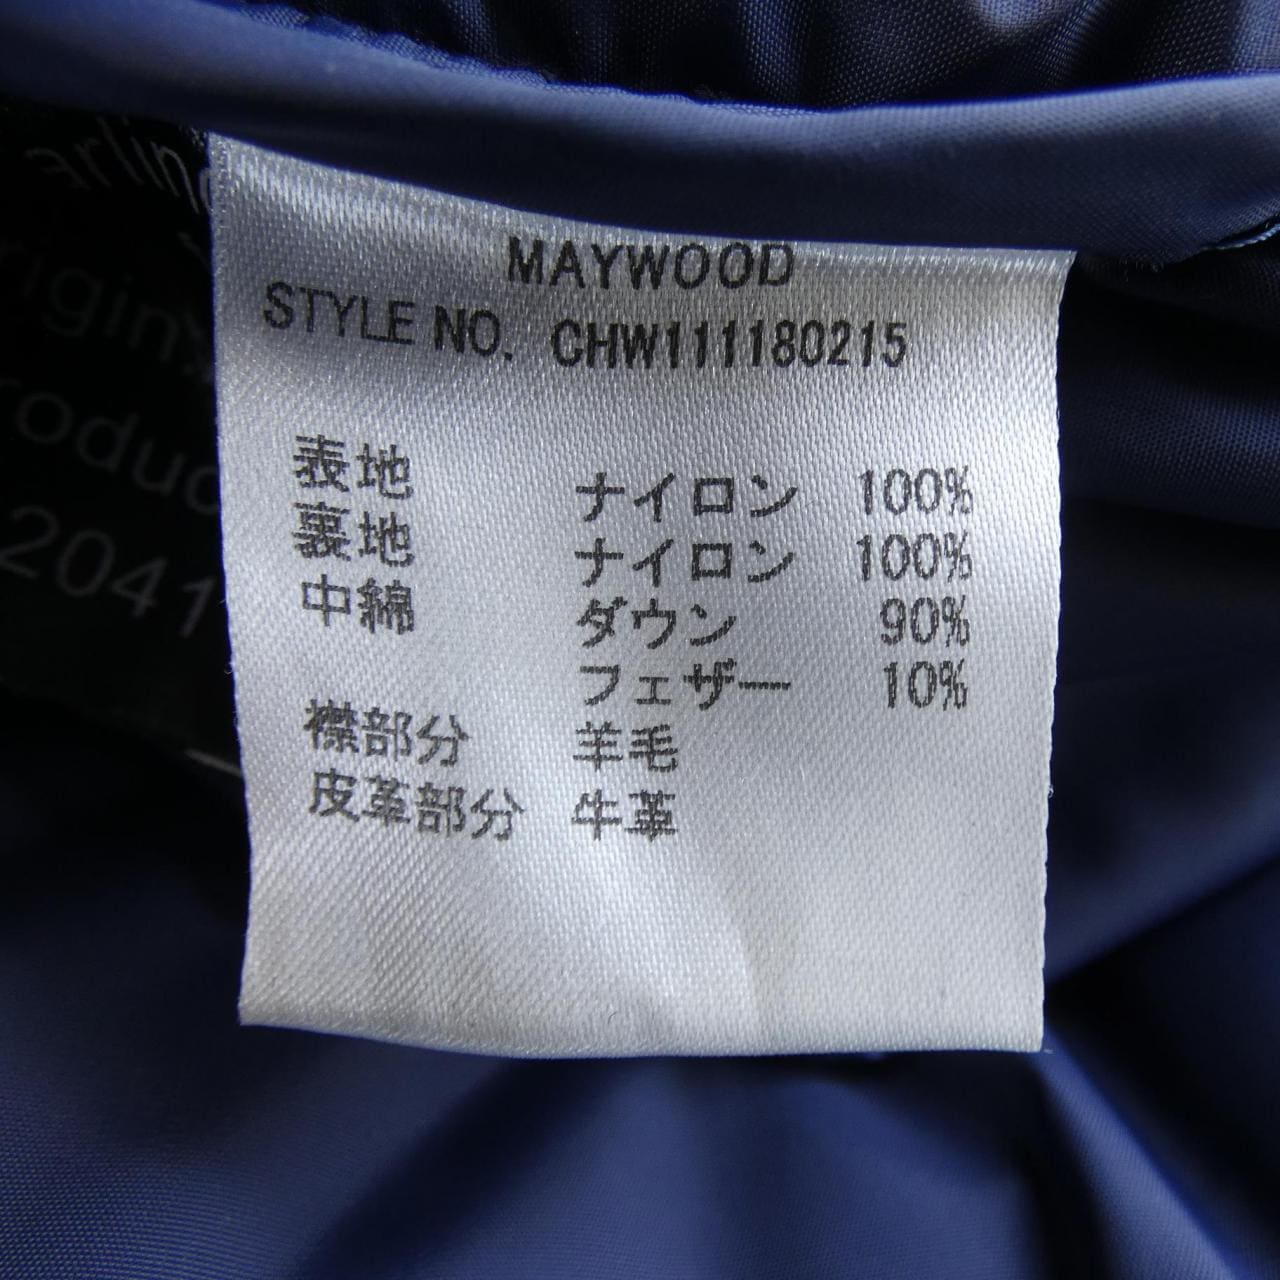 MAYWOOD
STYLE NO. CHW111180215
表地 ナイロン 100%
裏地 ナイロン 100%
中綿 ダウン 90%
フェザー 10%
襟部分 羊毛
皮革部分 牛革
2041